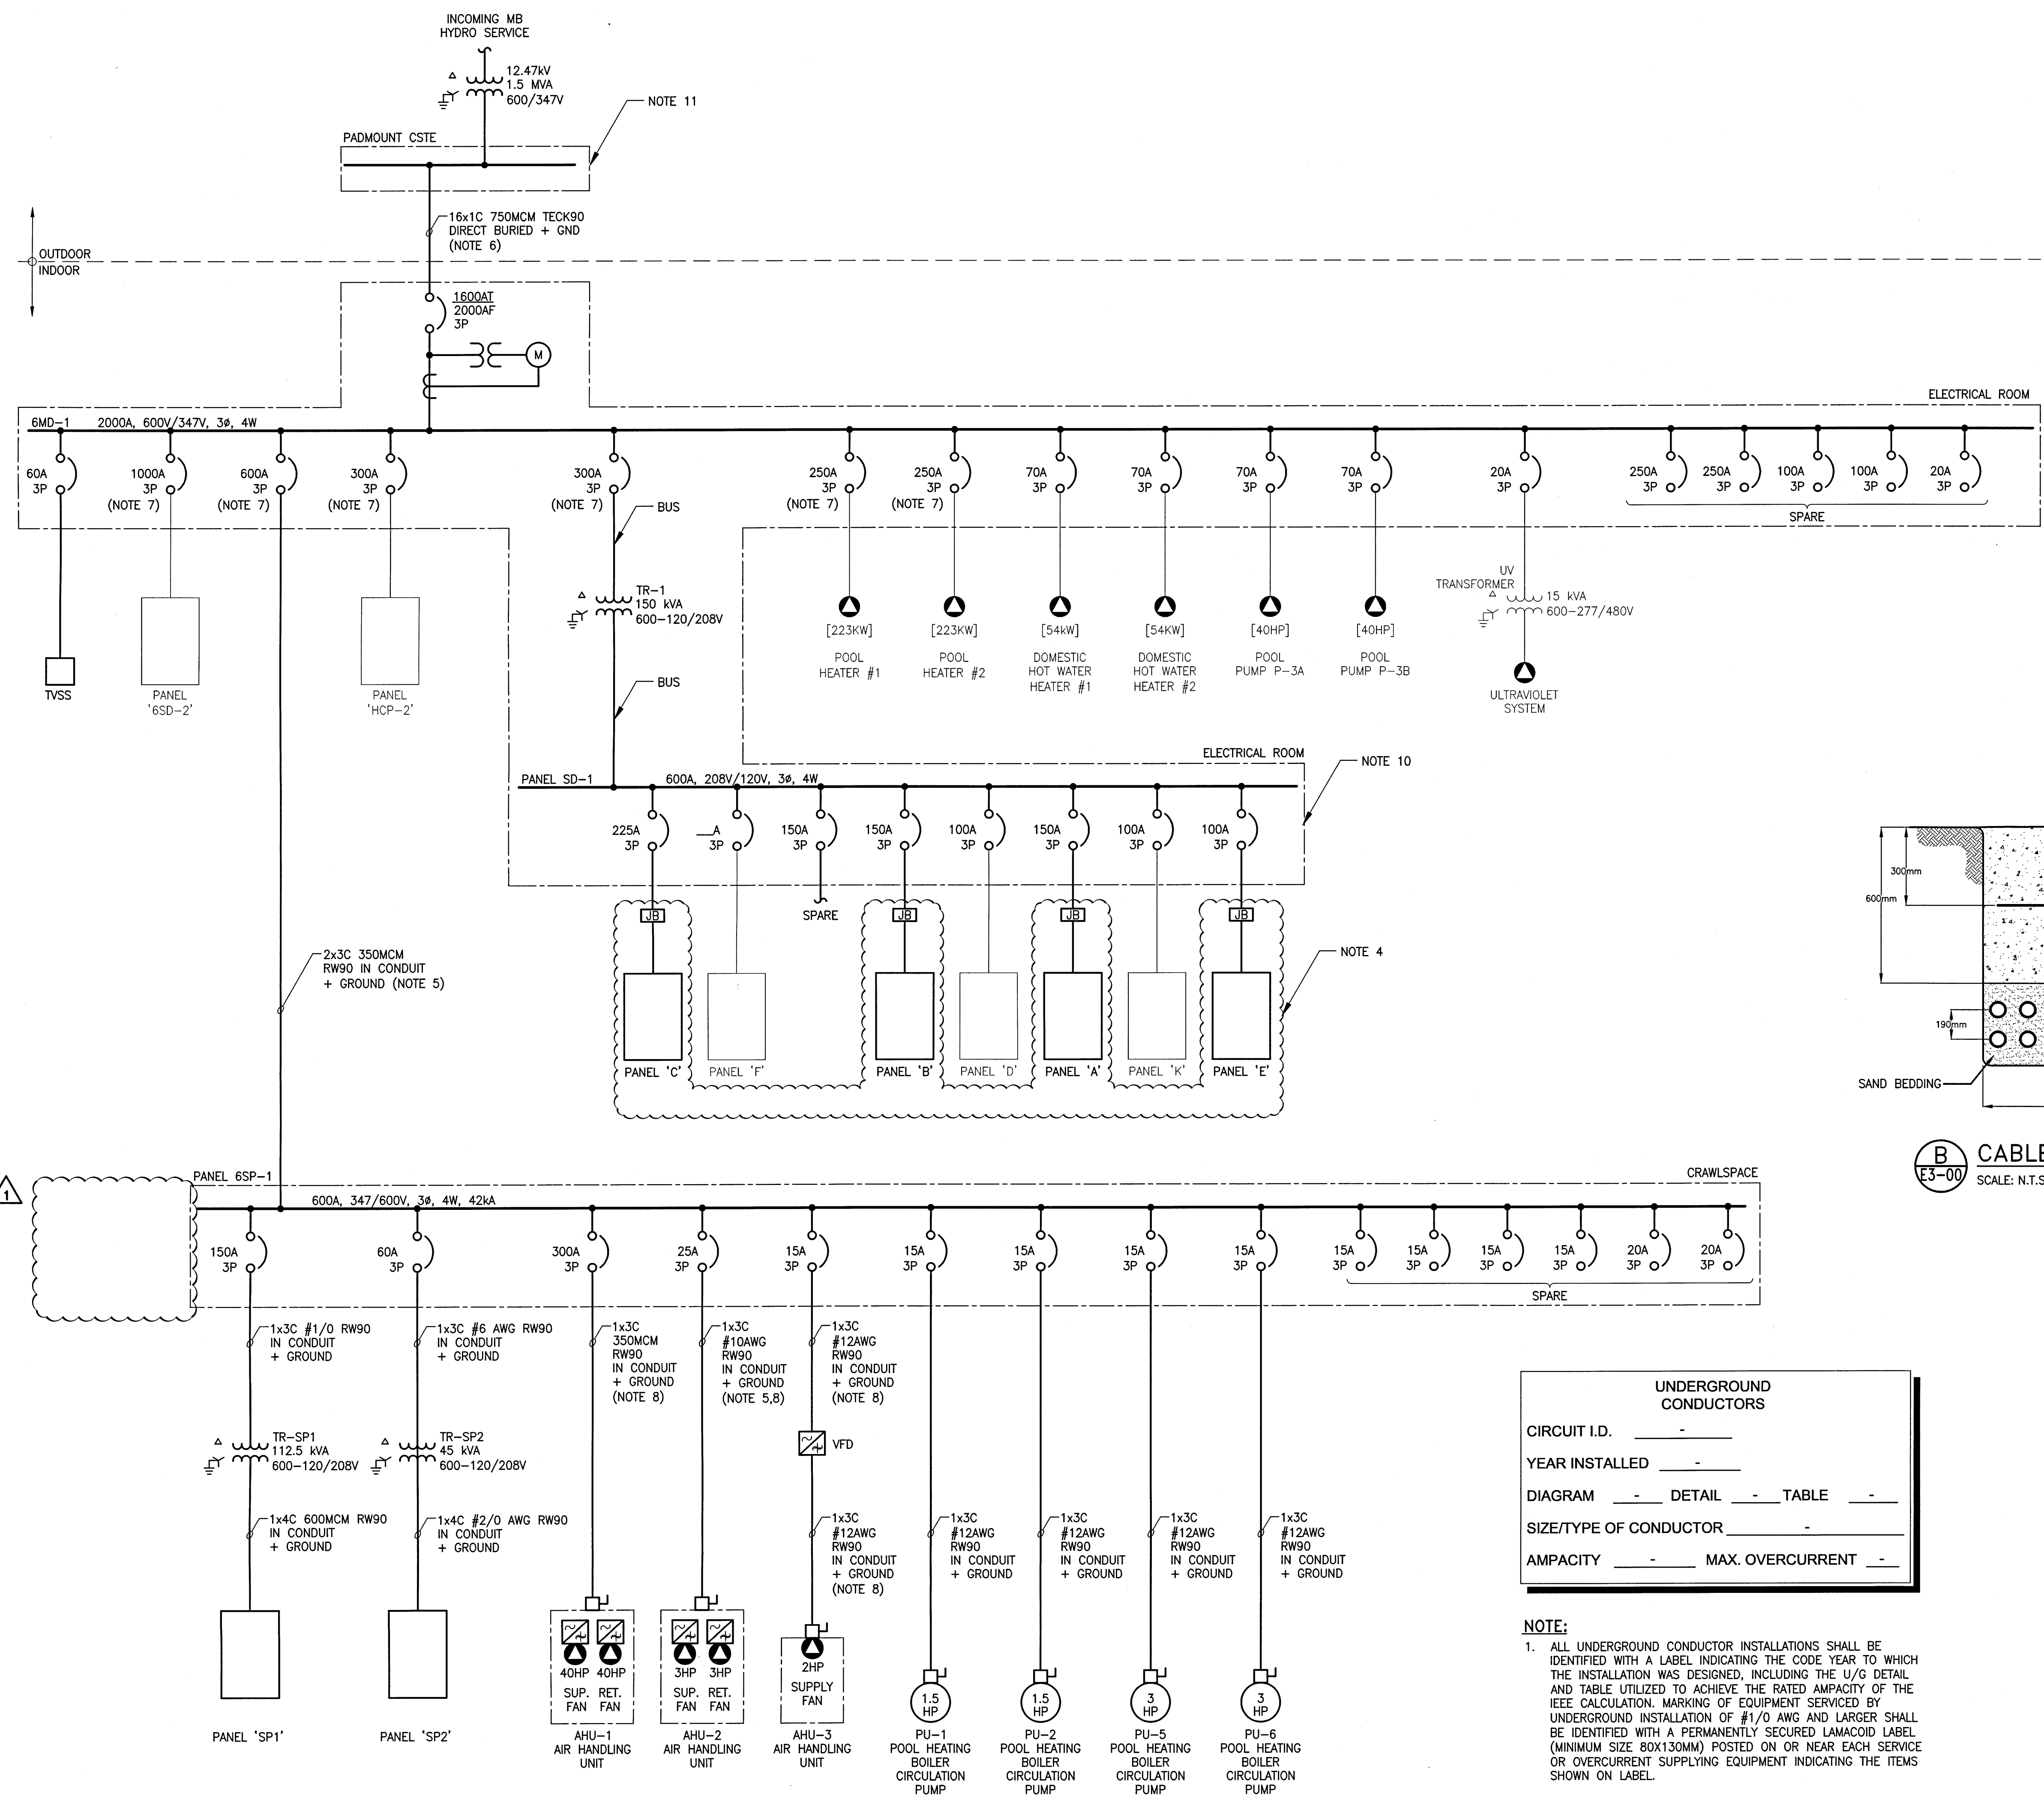 INCOMING MB
HYDRO SERVICE
12.47kV
1.5 MVA
600/347V
NOTE 11
PADMOUNT CSTE
16x1C 750MCM TECK90
DIRECT BURIED + GND
(NOTE 6)
OUTDOOR
INDOOR
1600AT
2000AF
3P
M
ELECTRICAL ROOM
6MD-1
2000A, 600V/347V, 3ø, 4W
60A
3P
1000A
3P
(NOTE 7)
600A
3P
(NOTE 7)
300A
3P
(NOTE 7)
300A
3P
(NOTE 7)
250A
3P
(NOTE 7)
250A
3P
(NOTE 7)
70A
3P
70A
3P
70A
3P
70A
3P
20A
3P
250A
3P
250A
3P
100A
3P
100A
3P
20A
3P
SPARE
BUS
TR-1
150 kVA
600-120/208V
BUS
TVSS
PANEL
'6SD-2'
PANEL
'HCP-2'
[223KW]
POOL
HEATER #1
[223KW]
POOL
HEATER #2
[54kW]
DOMESTIC
HOT WATER
HEATER #1
[54KW]
DOMESTIC
HOT WATER
HEATER #2
[40HP]
POOL
PUMP P-3A
[40HP]
POOL
PUMP P-3B
UV
TRANSFORMER
15 kVA
600-277/480V
ULTRAVIOLET
SYSTEM
ELECTRICAL ROOM
NOTE 10
PANEL SD-1
600A, 208V/120V, 3ø, 4W
225A
3P
___A
3P
150A
3P
150A
3P
100A
3P
150A
3P
100A
3P
100A
3P
SPARE
JB
JB
JB
JB
NOTE 4
PANEL 'C'
PANEL 'F'
PANEL 'B'
PANEL 'D'
PANEL 'A'
PANEL 'K'
PANEL 'E'
2x3C 350MCM
RW90 IN CONDUIT
+ GROUND (NOTE 5)
300mm
600mm
190mm
SAND BEDDING
B
E3-00
CABLE
SCALE: N.T.S
1
PANEL 6SP-1
CRAWLSPACE
600A, 347/600V, 3ø, 4W, 42kA
150A
3P
60A
3P
300A
3P
25A
3P
15A
3P
15A
3P
15A
3P
15A
3P
15A
3P
15A
3P
15A
3P
15A
3P
15A
3P
20A
3P
20A
3P
SPARE
1x3C #1/0 RW90
IN CONDUIT
+ GROUND
1x3C #6 AWG RW90
IN CONDUIT
+ GROUND
1x3C
350MCM
RW90
IN CONDUIT
+ GROUND
(NOTE 8)
1x3C
#10AWG
RW90
IN CONDUIT
+ GROUND
(NOTE 5,8)
1x3C
#12AWG
RW90
IN CONDUIT
+ GROUND
(NOTE 8)
TR-SP1
112.5 kVA
600-120/208V
TR-SP2
45 kVA
600-120/208V
VFD
1x4C 600MCM RW90
IN CONDUIT
+ GROUND
1x4C #2/0 AWG RW90
IN CONDUIT
+ GROUND
1x3C
#12AWG
RW90
IN CONDUIT
+ GROUND
(NOTE 8)
1x3C
#12AWG
RW90
IN CONDUIT
+ GROUND
1x3C
#12AWG
RW90
IN CONDUIT
+ GROUND
1x3C
#12AWG
RW90
IN CONDUIT
+ GROUND
1x3C
#12AWG
RW90
IN CONDUIT
+ GROUND
PANEL 'SP1'
PANEL 'SP2'
40HP 40HP
SUP. RET.
FAN FAN
AHU-1
AIR HANDLING
UNIT
3HP 3HP
SUP. RET.
FAN FAN
AHU-2
AIR HANDLING
UNIT
2HP
SUPPLY
FAN
AHU-3
AIR HANDLING
UNIT
1.5
HP
PU-1
POOL HEATING
BOILER
CIRCULATION
PUMP
1.5
HP
PU-2
POOL HEATING
BOILER
CIRCULATION
PUMP
3
HP
PU-5
POOL HEATING
BOILER
CIRCULATION
PUMP
3
HP
PU-6
POOL HEATING
BOILER
CIRCULATION
PUMP
UNDERGROUND
CONDUCTORS
CIRCUIT I.D. -
YEAR INSTALLED -
DIAGRAM - DETAIL - TABLE -
SIZE/TYPE OF CONDUCTOR -
AMPACITY - MAX. OVERCURRENT -
NOTE:
1. ALL UNDERGROUND CONDUCTOR INSTALLATIONS SHALL BE
IDENTIFIED WITH A LABEL INDICATING THE CODE YEAR TO WHICH
THE INSTALLATION WAS DESIGNED, INCLUDING THE U/G DETAIL
AND TABLE UTILIZED TO ACHIEVE THE RATED AMPACITY OF THE
IEEE CALCULATION. MARKING OF EQUIPMENT SERVICED BY
UNDERGROUND INSTALLATION OF #1/0 AWG AND LARGER SHALL
BE IDENTIFIED WITH A PERMANENTLY SECURED LAMACOID LABEL
(MINIMUM SIZE 80X130MM) POSTED ON OR NEAR EACH SERVICE
OR OVERCURRENT SUPPLYING EQUIPMENT INDICATING THE ITEMS
SHOWN ON LABEL.